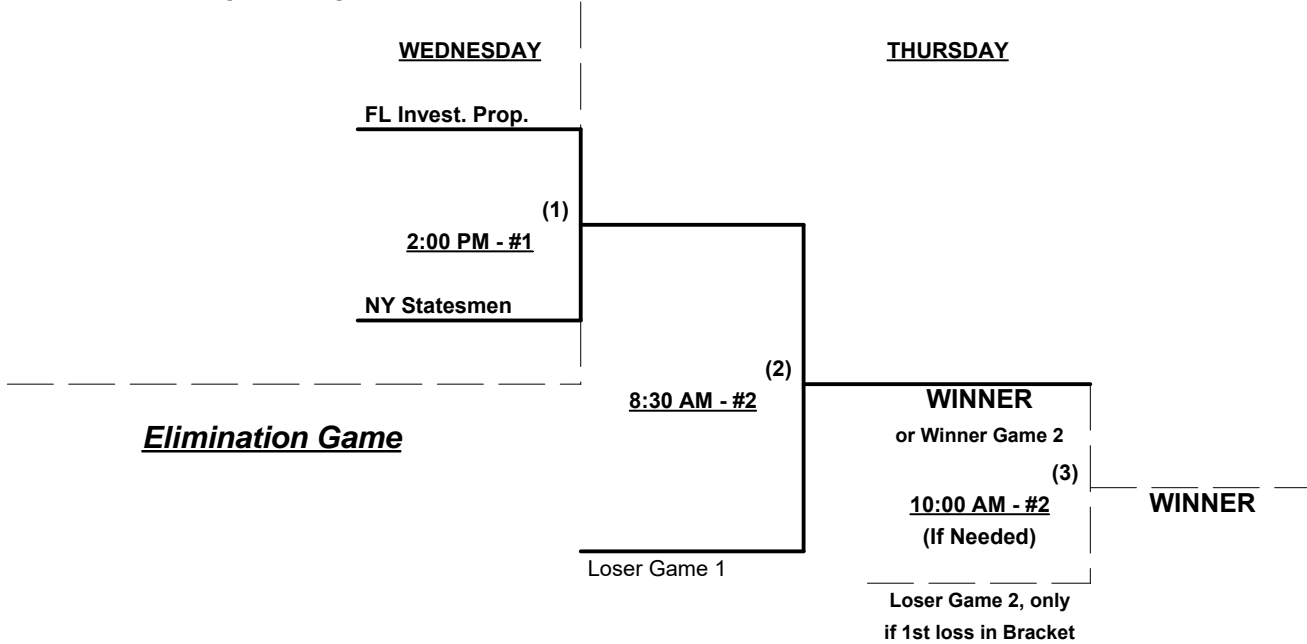 WEDNESDAY
THURSDAY
FL Invest. Prop.
(1)
2:00 PM - #1
NY Statesmen
(2)
8:30 AM - #2
WINNER
Elimination Game
or Winner Game 2
(3)
10:00 AM - #2
WINNER
(If Needed)
Loser Game 1
Loser Game 2, only
if 1st loss in Bracket